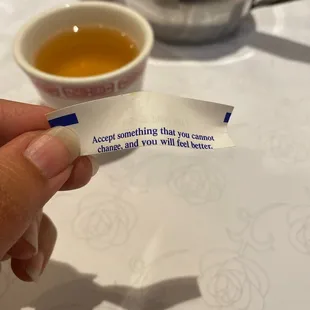 Accept something that you cannot
change, and you will feel better.